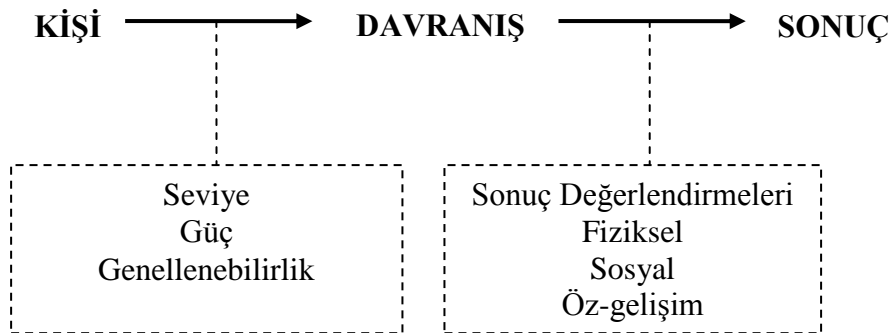 KİŞİ DAVRANIŞ SONUÇ
Seviye
Güç
Genellenebilirlik
Sonuç Değerlendirmeleri
Fiziksel
Sosyal
Öz-gelişim